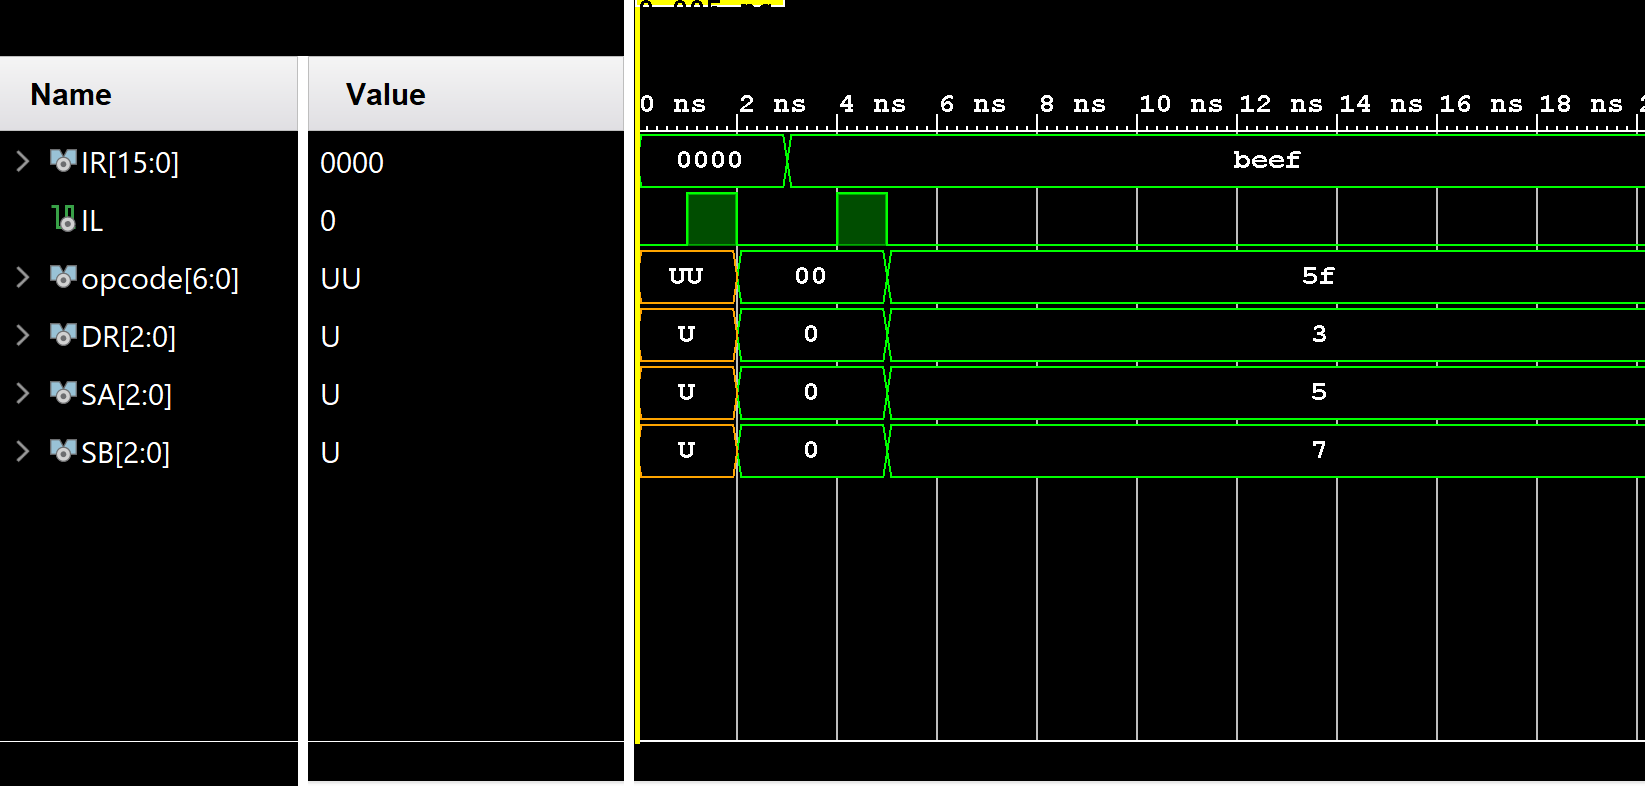 Name Value
0 ns 2 ns 4 ns 6 ns 8 ns 10 ns 12 ns 14 ns 16 ns 18 ns
IR[15:0] 0000 0000 beef
IL 0
opcode[6:0] UU UU 00 5f
DR[2:0] U U 0 3
SA[2:0] U U 0 5
SB[2:0] U U 0 7